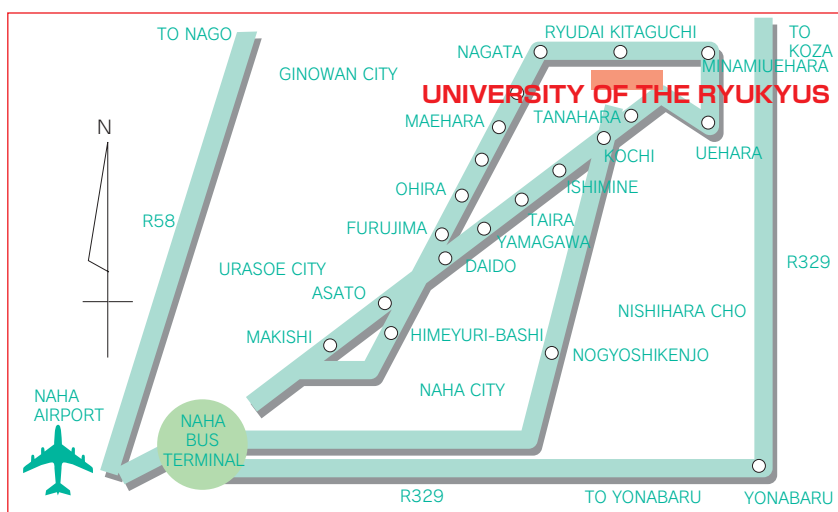 TO NAGO
RYUDAI KITAGUCHI
TO
KOZA
NAGATA
MINAMIUEHARA
GINOWAN CITY
UNIVERSITY OF THE RYUKYUS
N
MAEHARA
TANAHARA
KOCHI
UEHARA
OHIRA
ISHIMINE
R58
FURUJIMA
TAIRA
YAMAGAWA
URASOE CITY
DAIDO
R329
ASATO
MAKISHI
HIMEYURI-BASHI
NISHIHARA CHO
NOGYOSHIKENJO
NAHA
AIRPORT
NAHA CITY
NAHA
BUS
TERMINAL
R329
TO YONABARU
YONABARU